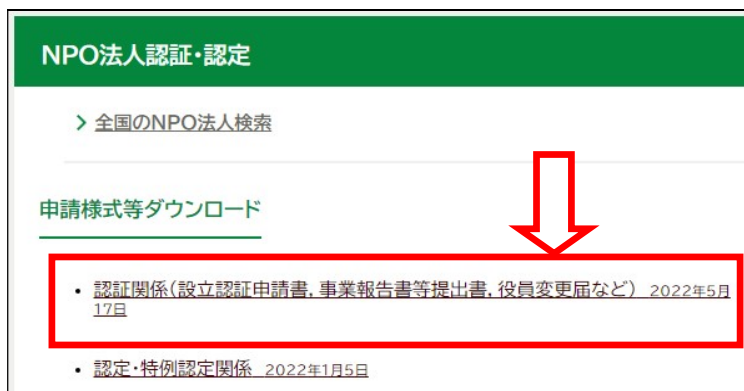 NPO法人認証・認定
全国のNPO法人検索
申請様式等ダウンロード
認証関係(設立認証申請書，事業報告書等提出書，役員変更届など) 2022年5月
17日
認定・特例認定関係 2022年1月5日